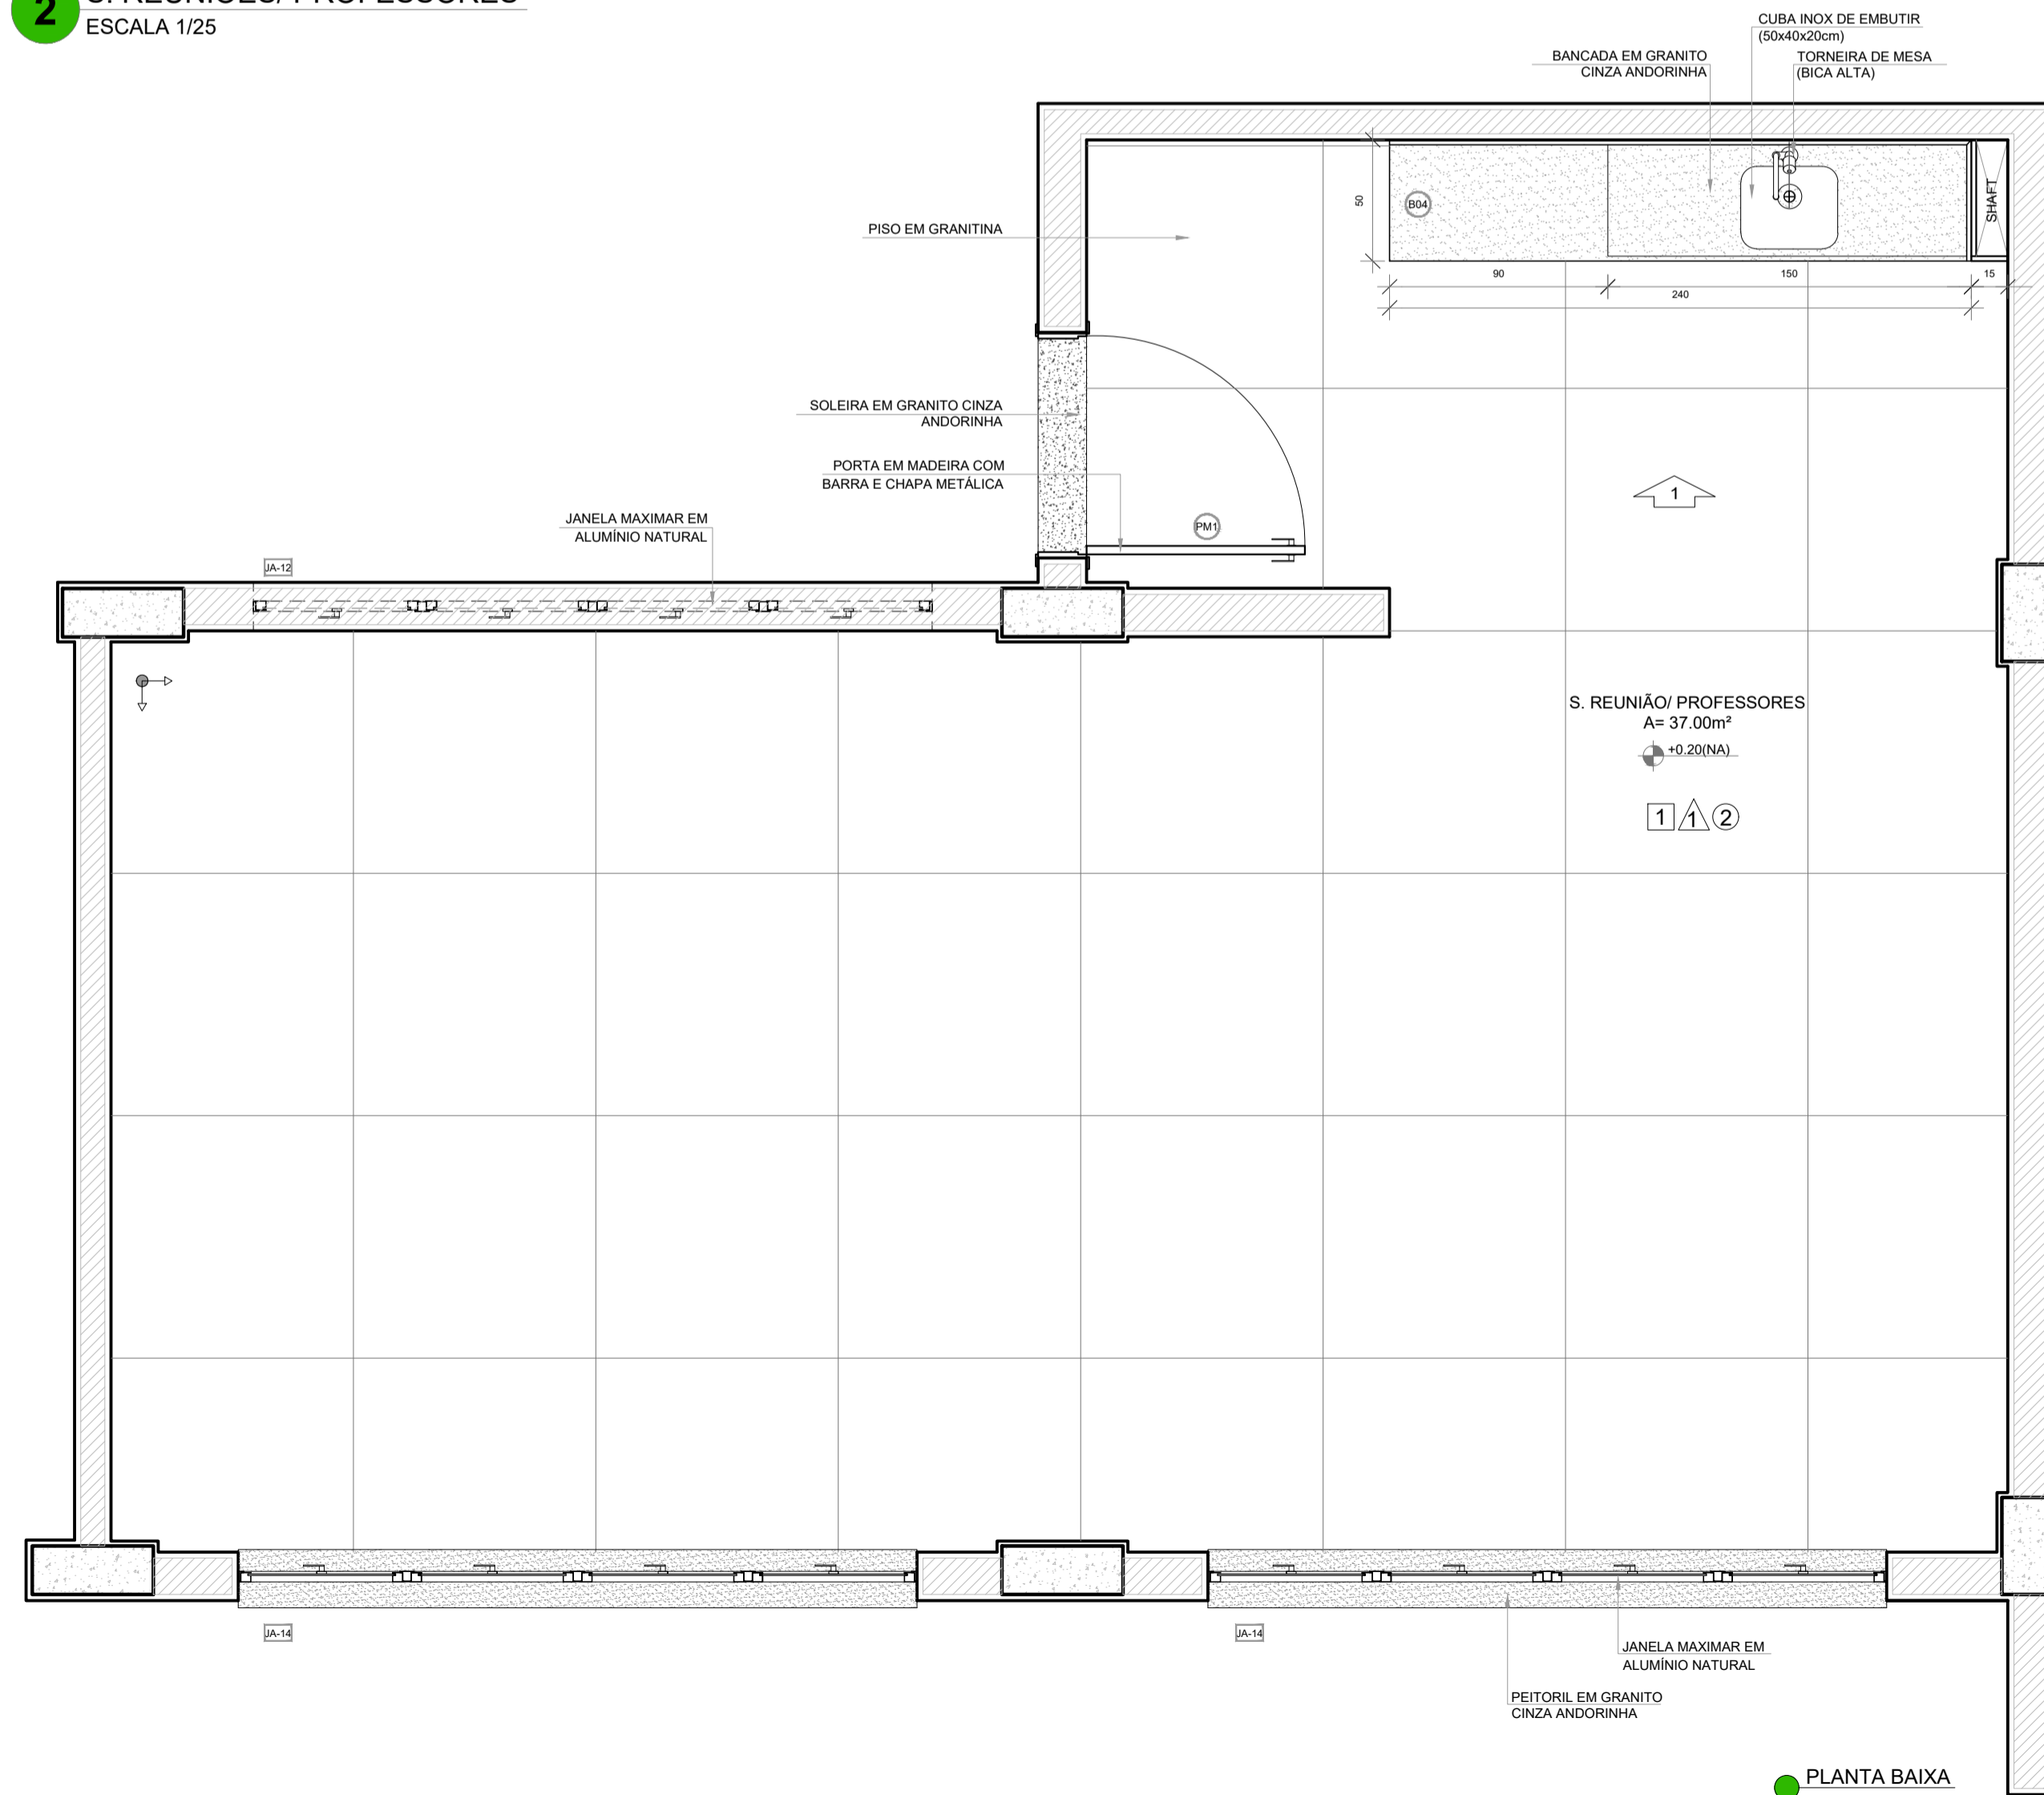 2
ESCALA 1/25
CUBA INOX DE EMBUTIR
(50x40x20cm)
BANCADA EM GRANITO
CINZA ANDORINHA
TORNEIRA DE MESA
(BICA ALTA)
50
B04
SHAFT
PISO EM GRANITINA
90
150
15
240
SOLEIRA EM GRANITO CINZA
ANDORINHA
PORTA EM MADEIRA COM
BARRA E CHAPA METÁLICA
1
PM1
JANELA MAXIMAR EM
ALUMÍNIO NATURAL
JA-12
S. REUNIÃO/ PROFESSORES
A= 37.00m²
+0.20(NA)
1 1 2
JA-14
JA-14
JANELA MAXIMAR EM
ALUMÍNIO NATURAL
PEITORIL EM GRANITO
CINZA ANDORINHA
PLANTA BAIXA